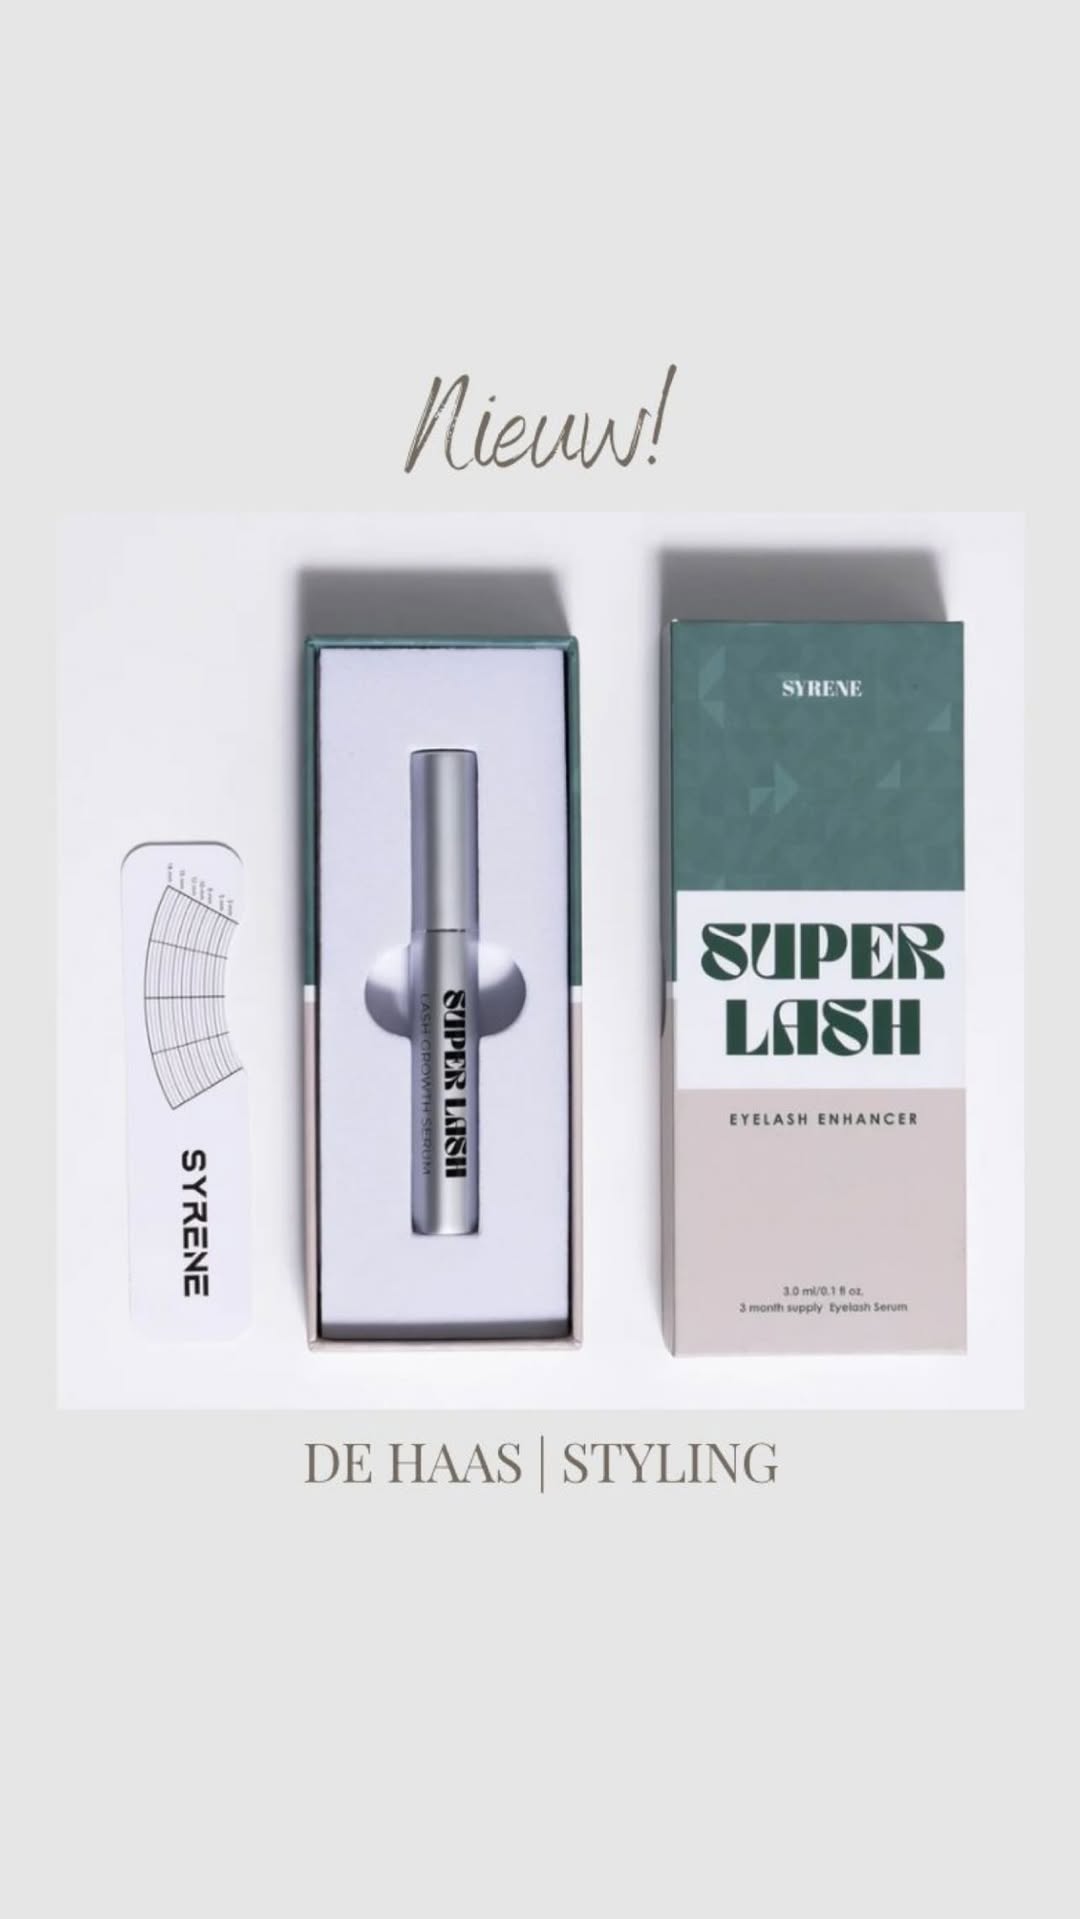 Nieuw!
SYRENE
SUPER LASH
LASH GROWTH SERUM
SYRENE
SUPER
LASH
EYELASH ENHANCER
3.0 ml/0.1 fl oz.
3 month supply Eyelash Serum
DE HAAS | STYLING